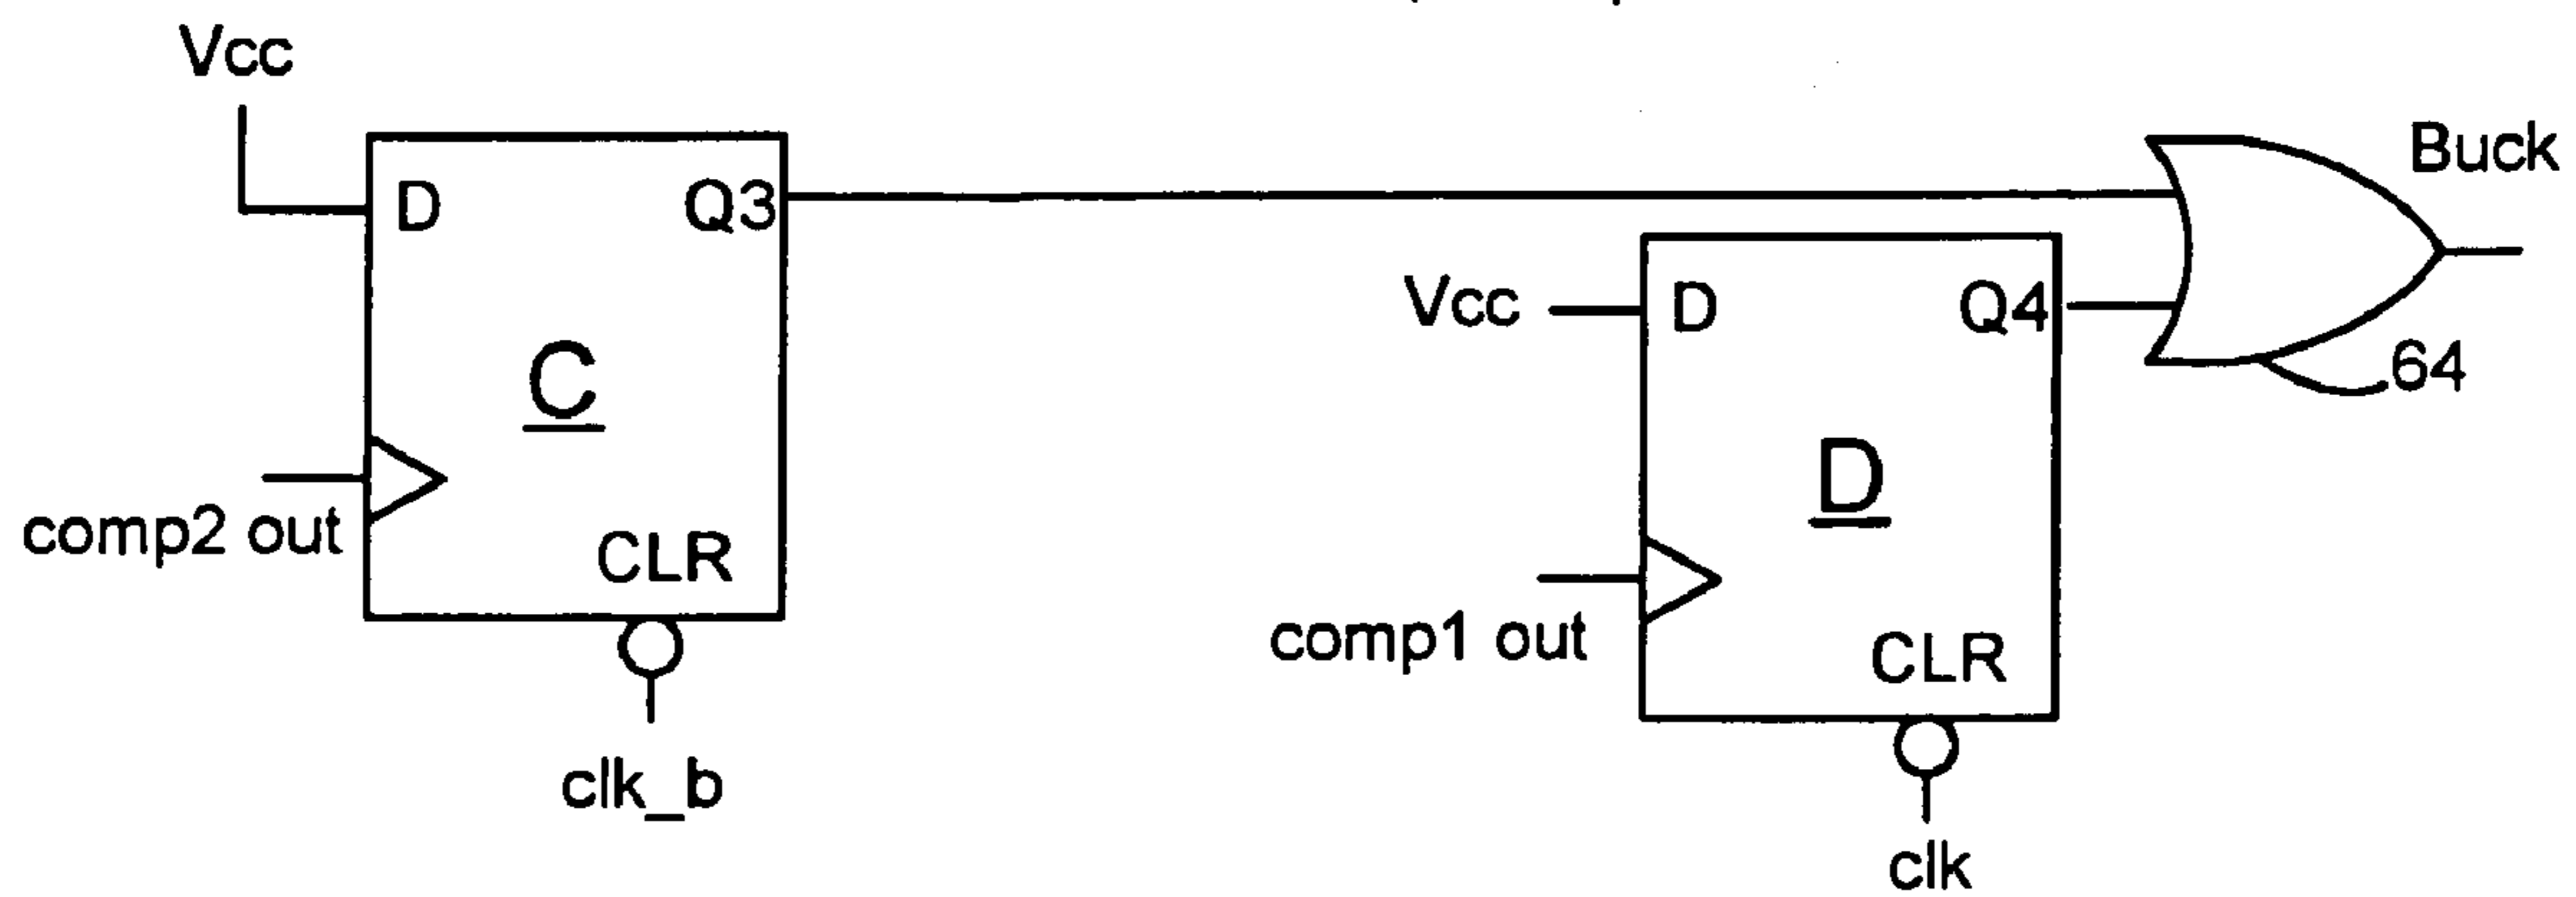 Vcc
Buck
D
Q3
Vcc
D
Q4
64
C
D
comp2 out
CLR
comp1 out
CLR
clk_b
clk